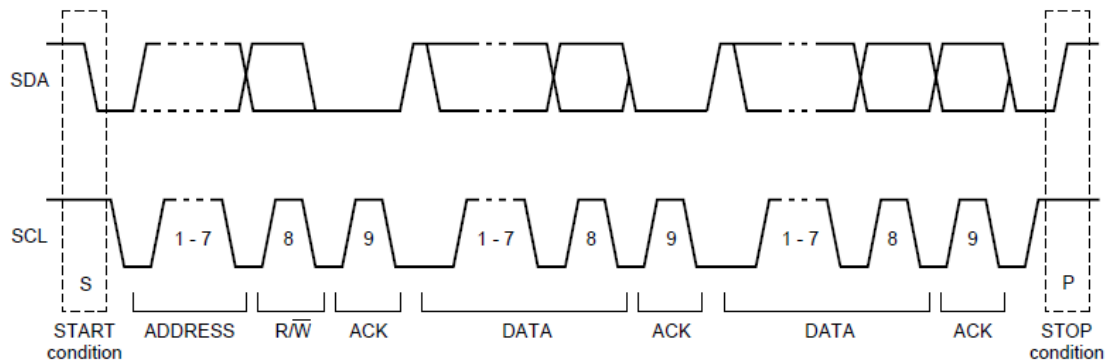 SDA
SCL
1 - 7
8
9
1 - 7
8
9
1 - 7
8
9
S
P
START
condition
ADDRESS
R/W̅
ACK
DATA
ACK
DATA
ACK
STOP
condition